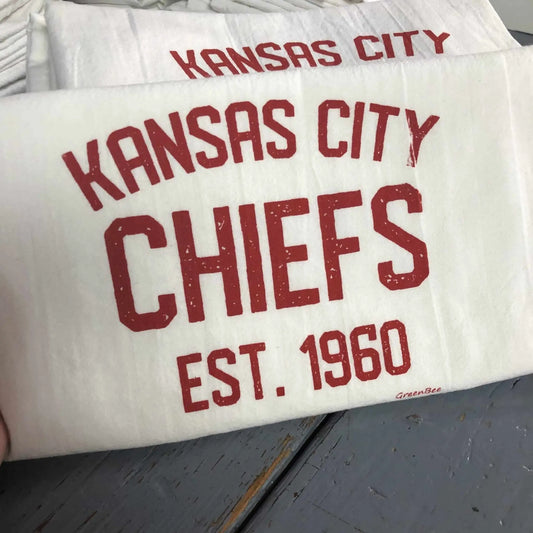 KANSAS CITY
KANSAS CITY
CHIEFS
EST. 1960
GreenBee